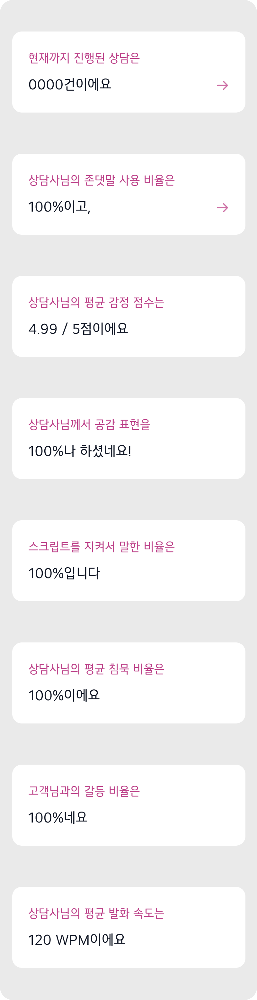 현재까지 진행된 상담은
0000건이에요
상담사님의 존댓말 사용 비율은
100%이고,
상담사님의 평균 감정 점수는
4.99 / 5점이에요
상담사님께서 공감 표현을
100%나 하셨네요!
스크립트를 지켜서 말한 비율은
100%입니다
상담사님의 평균 침묵 비율은
100%이에요
고객님과의 갈등 비율은
100%네요
상담사님의 평균 발화 속도는
120 WPM이에요